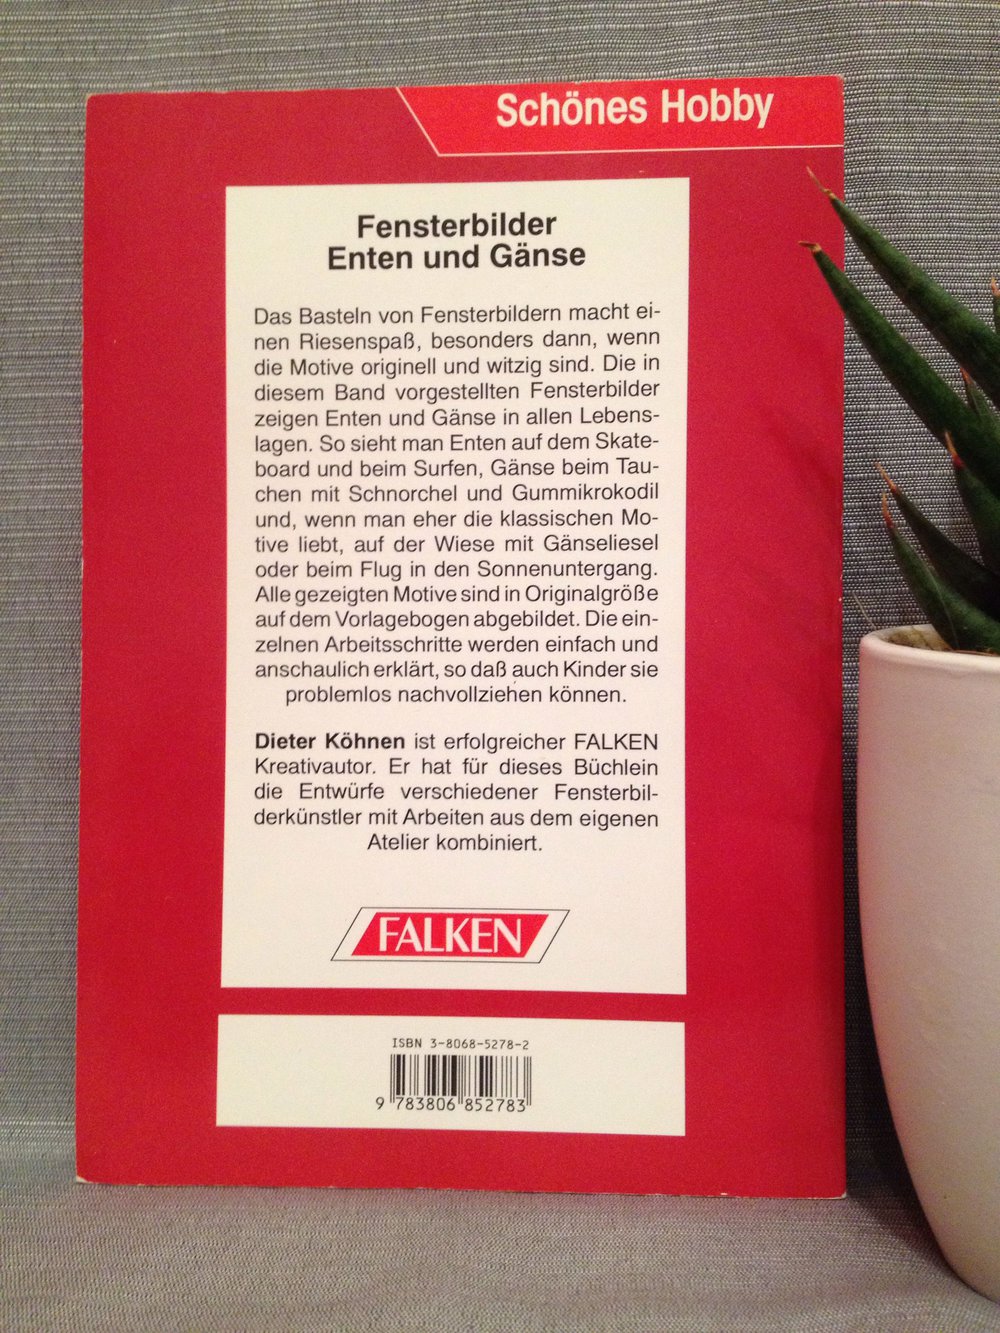 Schönes Hobby
Fensterbilder
Enten und Gänse
Das Basteln von Fensterbildern macht ei-
nen Riesenspaß, besonders dann, wenn
die Motive originell und witzig sind. Die in
diesem Band vorgestellten Fensterbilder
zeigen Enten und Gänse in allen Lebens-
lagen. So sieht man Enten auf dem Skate-
board und beim Surfen, Gänse beim Tau-
chen mit Schnorchel und Gummikrokodil
und, wenn man eher die klassischen Mo-
tive liebt, auf der Wiese mit Gänseliesel
oder beim Flug in den Sonnenuntergang.
Alle gezeigten Motive sind in Originalgröße
auf dem Vorlagebogen abgebildet. Die ein-
zelnen Arbeitsschritte werden einfach und
anschaulich erklärt, so daß auch Kinder sie
problemlos nachvollziehen können.
Dieter Köhnen ist erfolgreicher FALKEN
Kreativautor. Er hat für dieses Büchlein
die Entwürfe verschiedener Fensterbil-
derkünstler mit Arbeiten aus dem eigenen
Atelier kombiniert.
FALKEN
ISBN 3-8068-5278-2
9 783806 852783